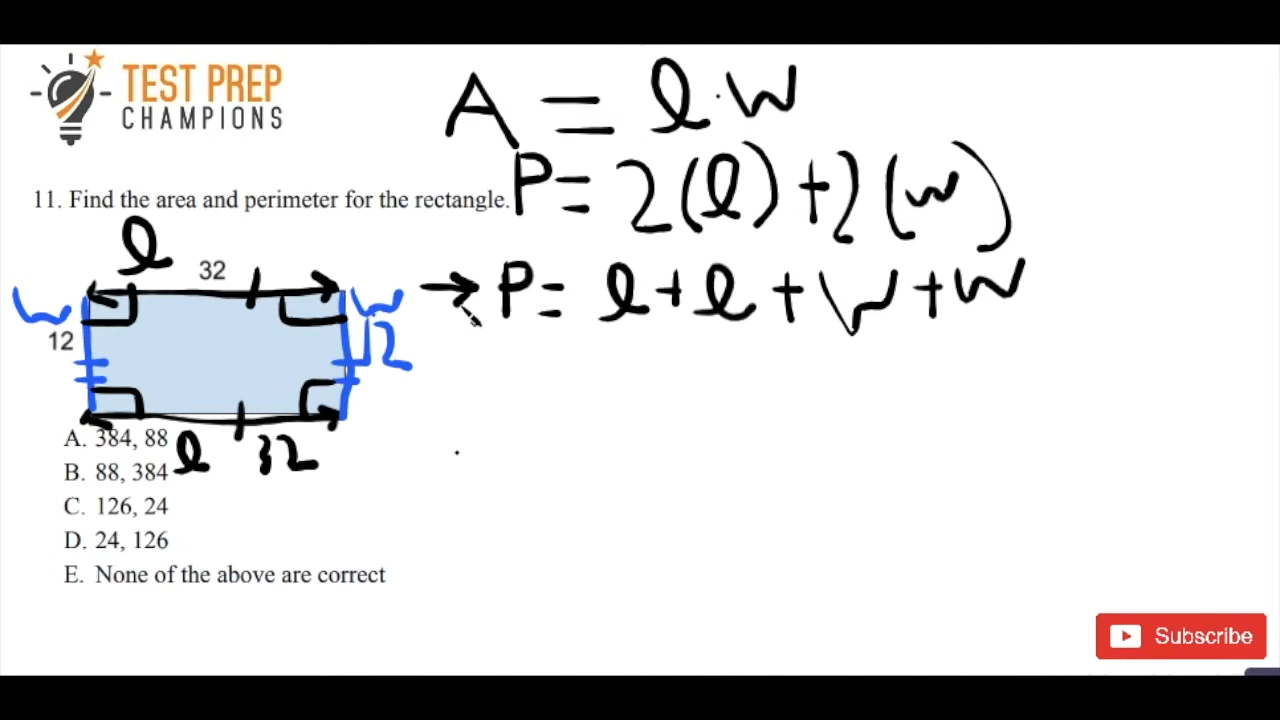 TEST PREP
CHAMPIONS
A = l · W
P = 2(l) + 2(w)
11. Find the area and perimeter for the rectangle.
l
32
W
W
→ P = l + l + W + W
12
12
A. 384, 88
l 32
B. 88, 384
C. 126, 24
D. 24, 126
E. None of the above are correct
Subscribe